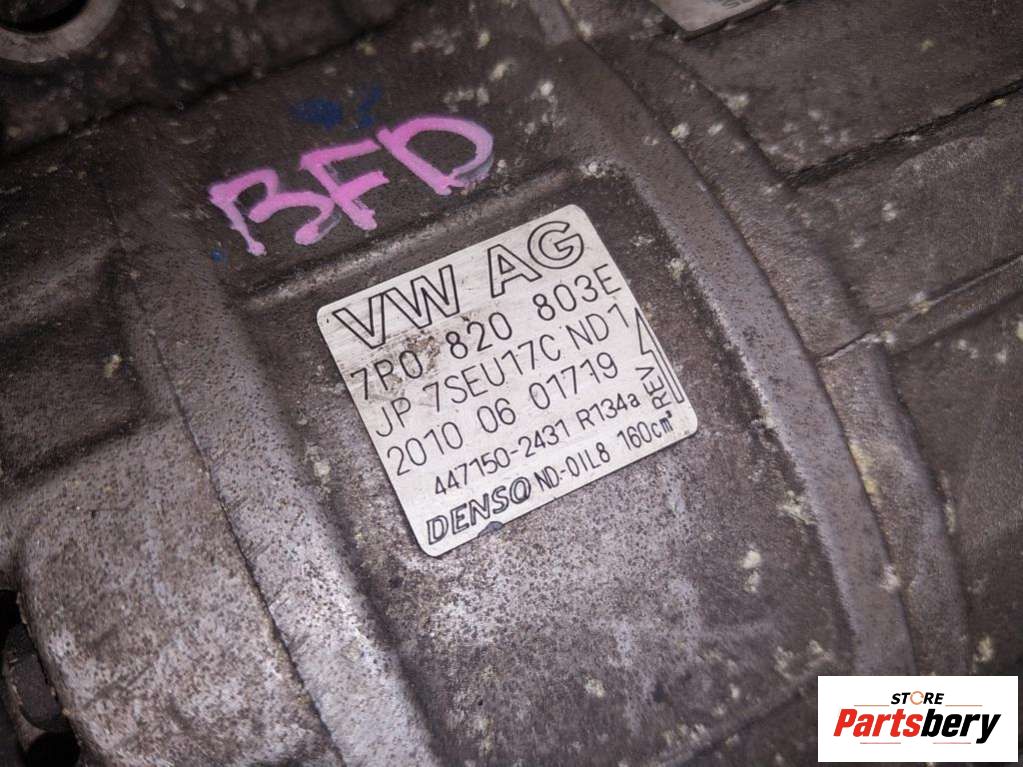 BFD
VW AG
7P0 820 803E
JP 7SEU17C ND1
2010 06 01719
447150-2431 R134a
DENSO ND-OIL8 160cm³
REV
STORE
Partsbery